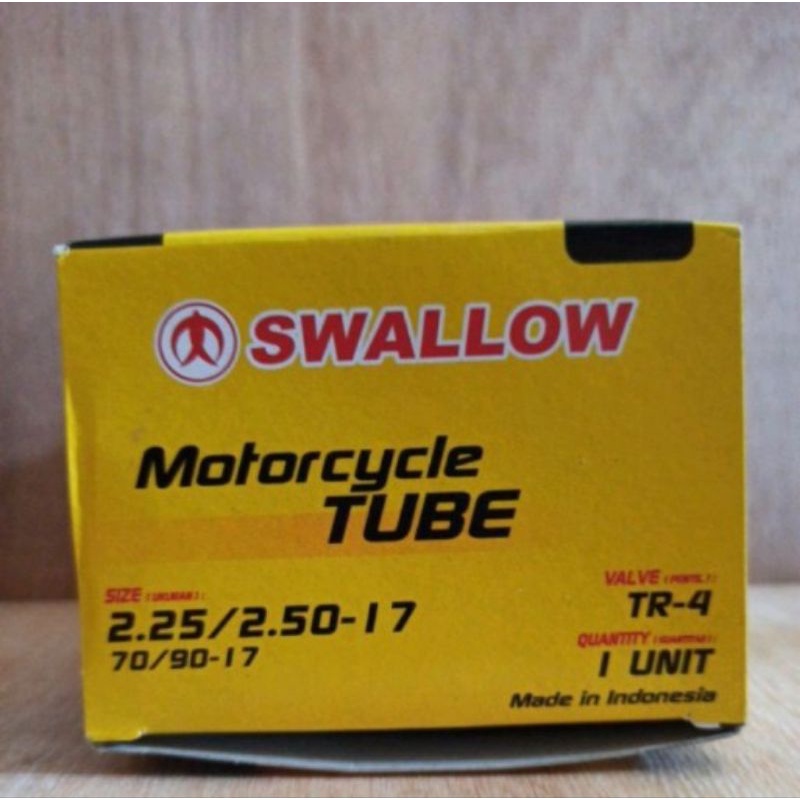 SWALLOW
Motorcycle
TUBE
SIZE (UKURAN) :
2.25/2.50-17
70/90-17
VALVE (PENTIL) :
TR-4
QUANTITY (KUANTITAS) :
1 UNIT
Made in Indonesia